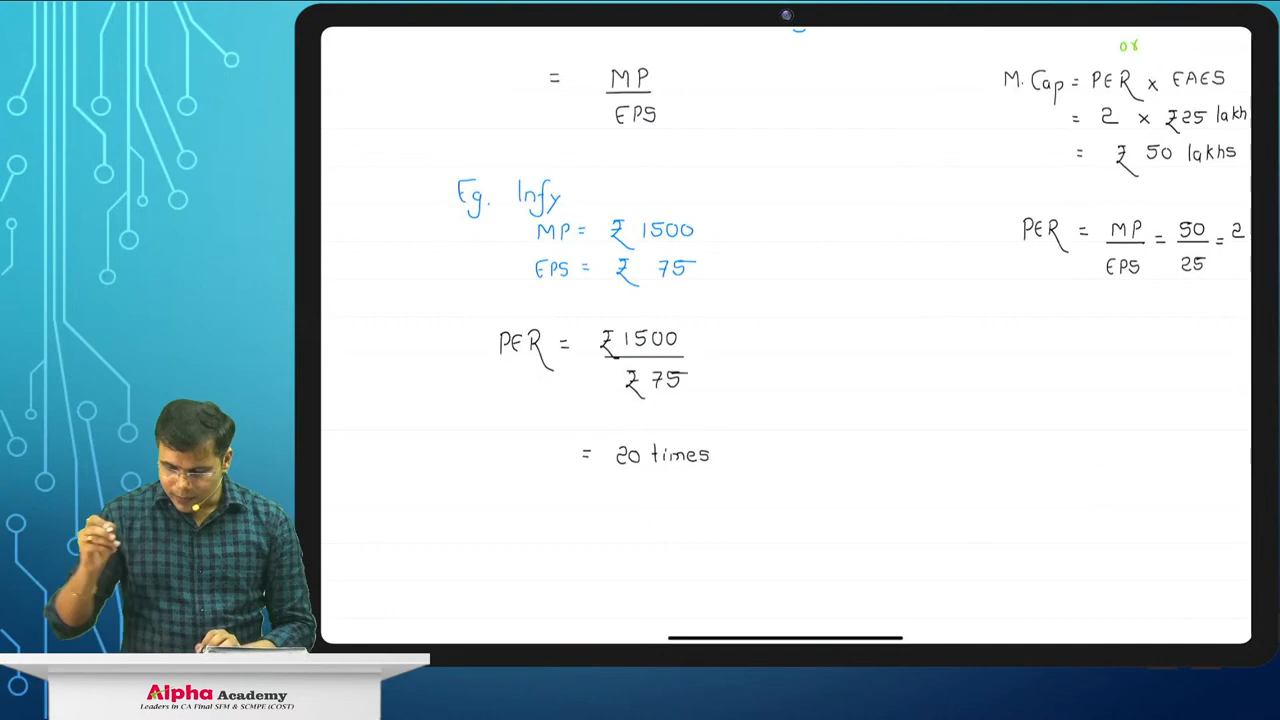 = MP
EPS
Eg. Infy
MP = ₹ 1500
EPS = ₹ 75
PER = ₹ 1500
₹ 75
= 20 times
or
M. Cap = PER x EAES
= 2 x ₹25 lakh
= ₹ 50 lakhs
PER = MP = 50 = 2
EPS 25
Alpha Academy
Leaders in CA Final SFM & SCMPE (COST)